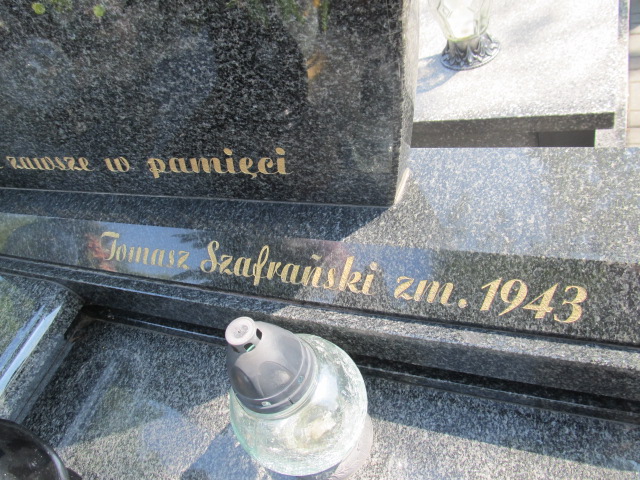 zawsze w pamięci
Tomasz Szafrański zm. 1943